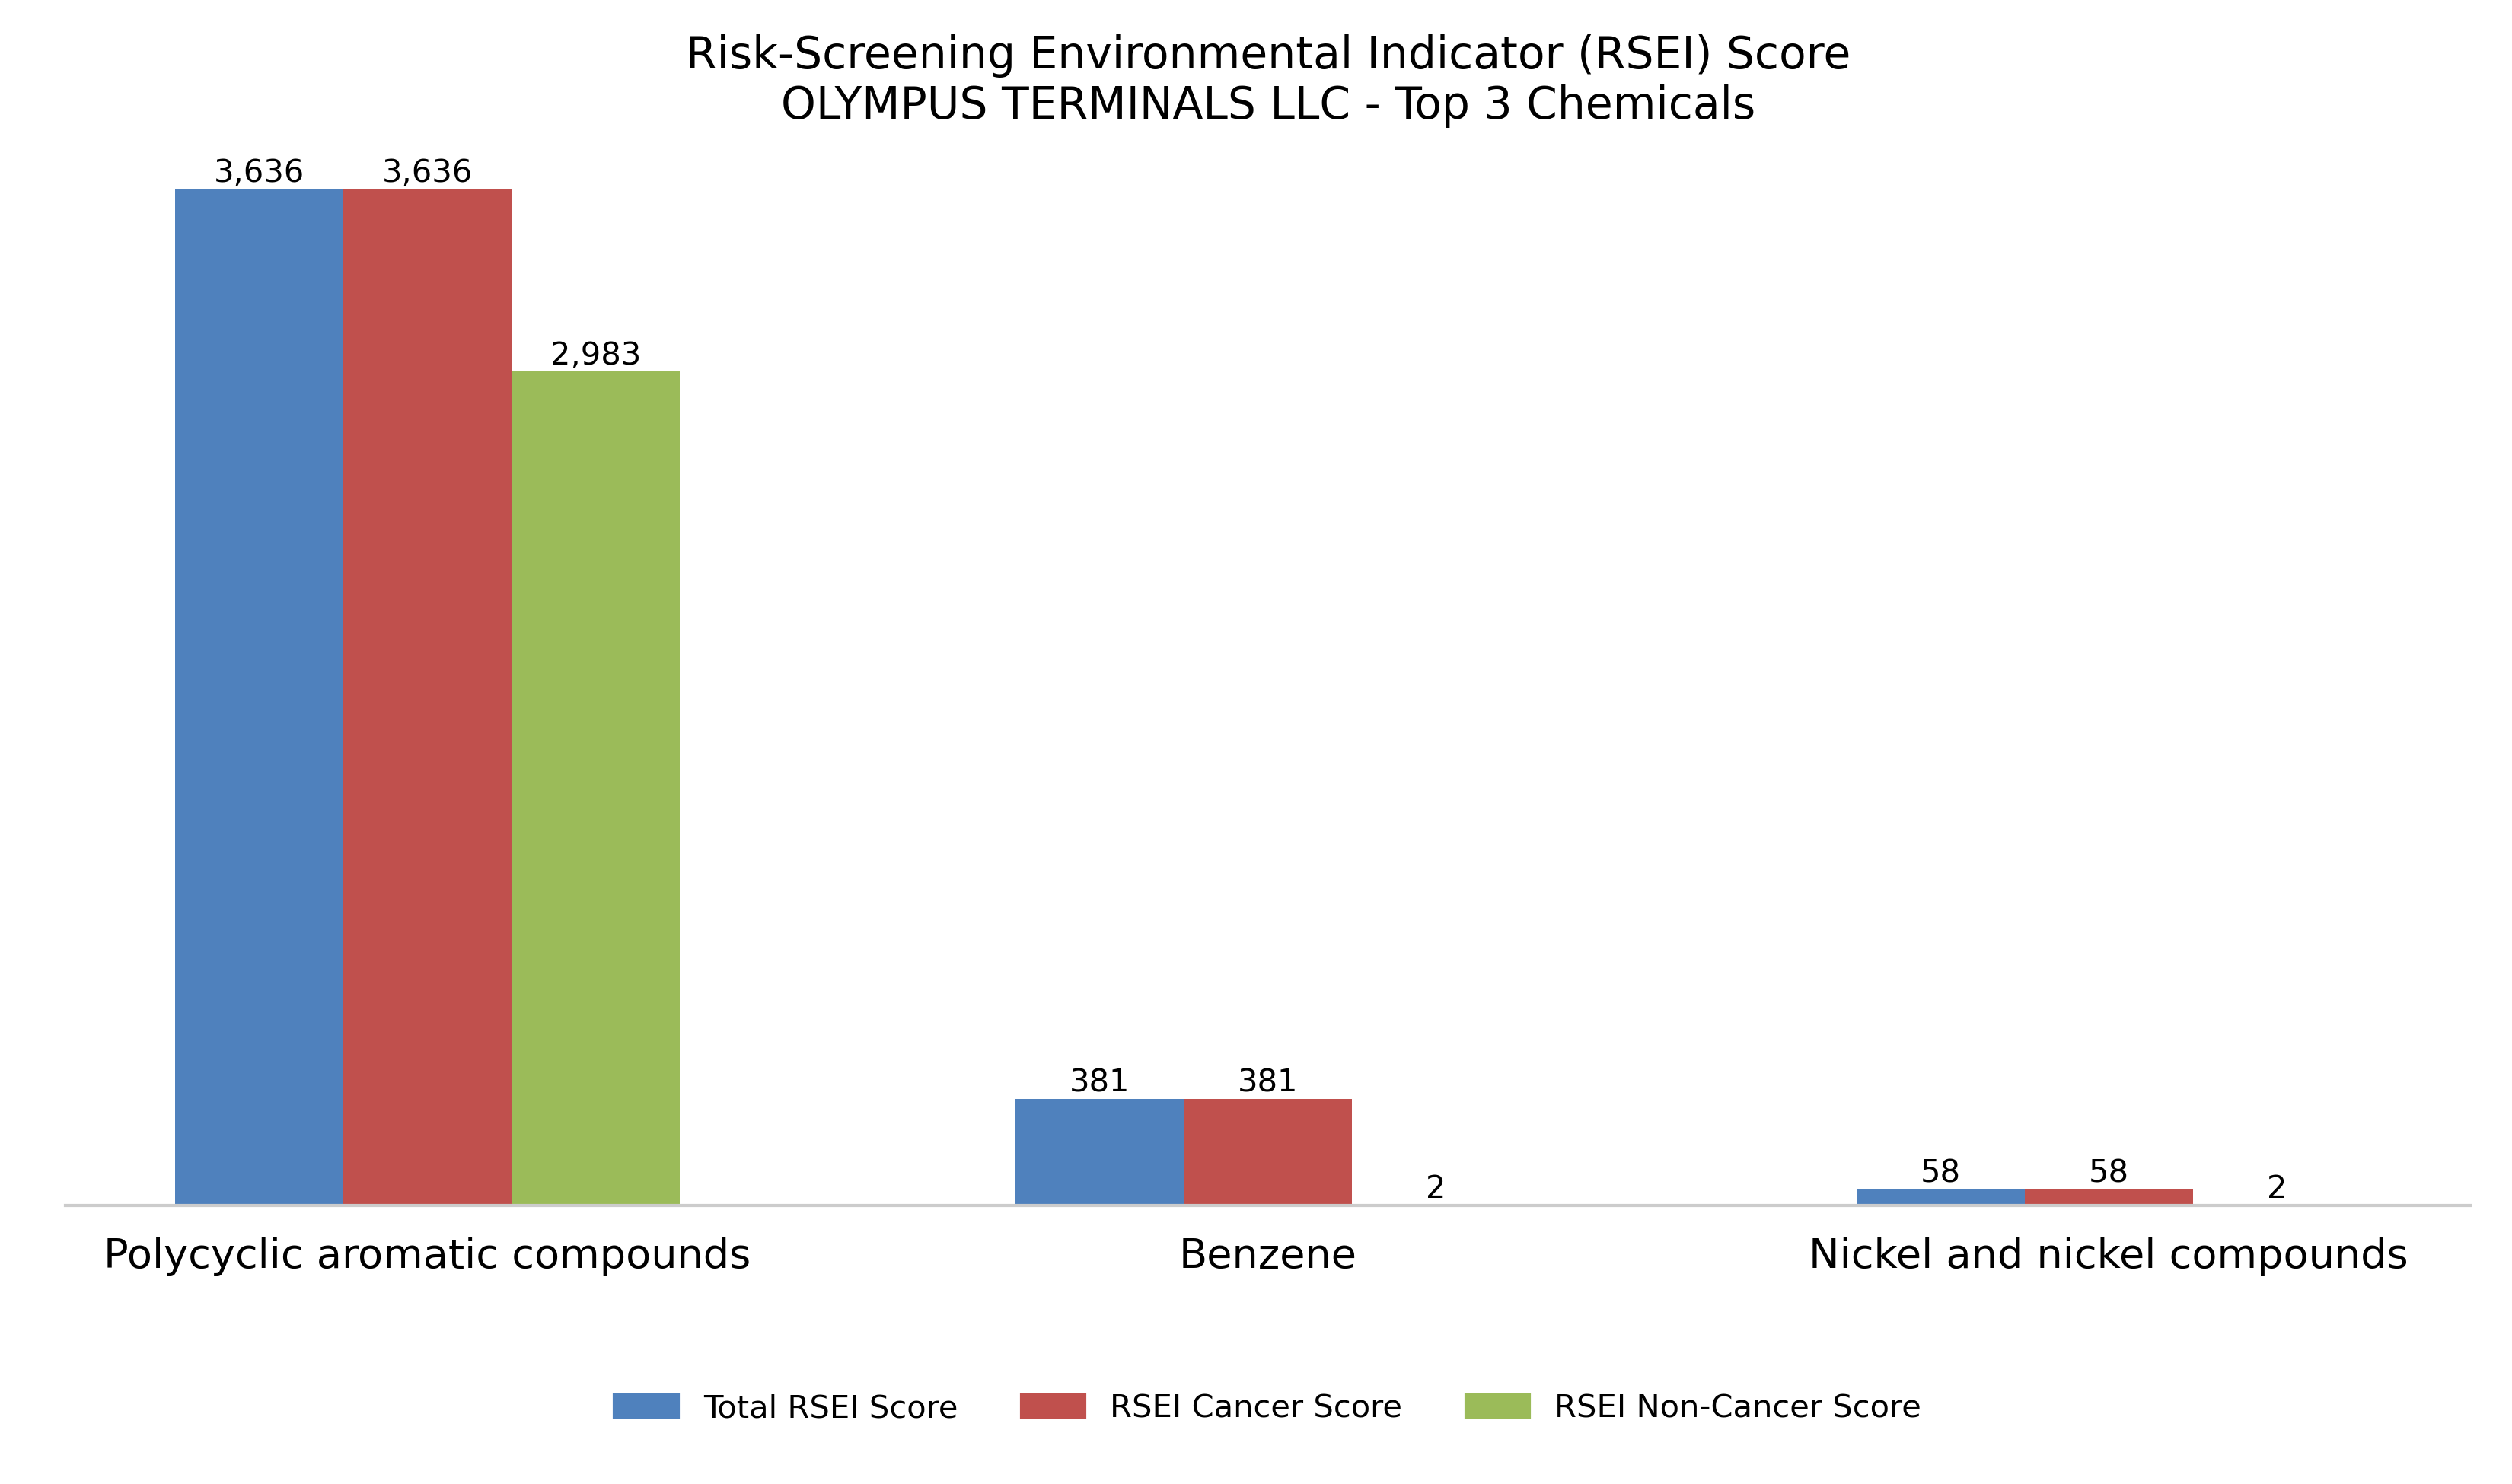 Risk-Screening Environmental Indicator (RSEI) Score
OLYMPUS TERMINALS LLC - Top 3 Chemicals
3,636
3,636
2,983
381
381
2
58
58
2
Polycyclic aromatic compounds
Benzene
Nickel and nickel compounds
Total RSEI Score
RSEI Cancer Score
RSEI Non-Cancer Score